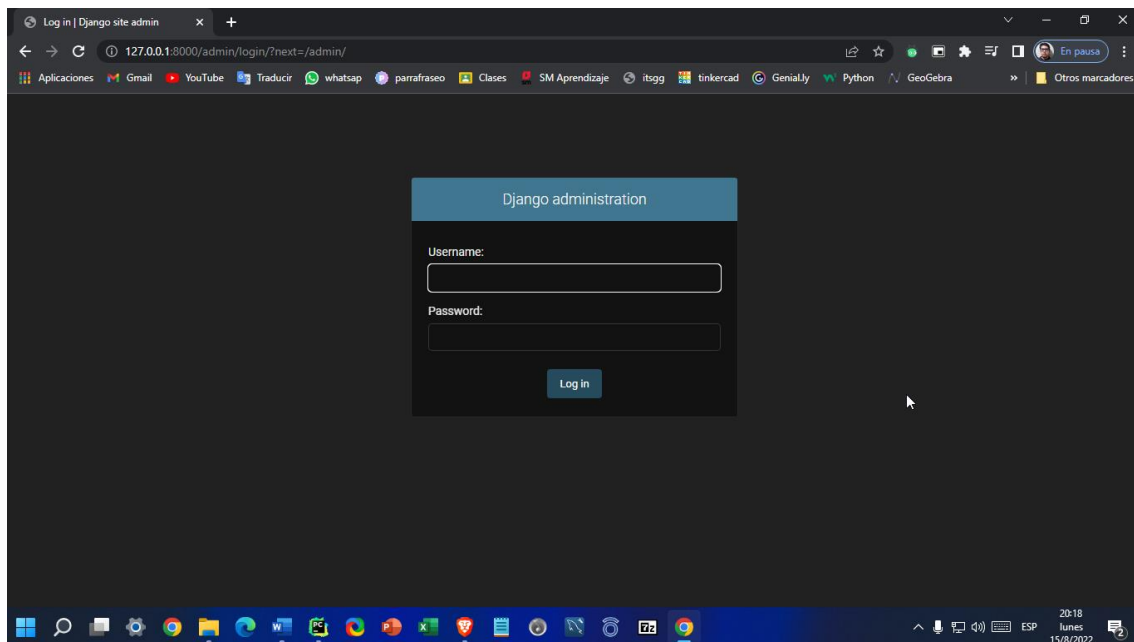 Log in | Django site admin
127.0.0.1:8000/admin/login/?next=/admin/
En pausa
Aplicaciones Gmail YouTube Traducir whatsap parrafraseo Clases SM Aprendizaje itsgg tinkercad Genial.ly Python GeoGebra » Otros marcadores
Django administration
Username:
Password:
Log in
ESP
20:18
lunes
15/8/2022
2